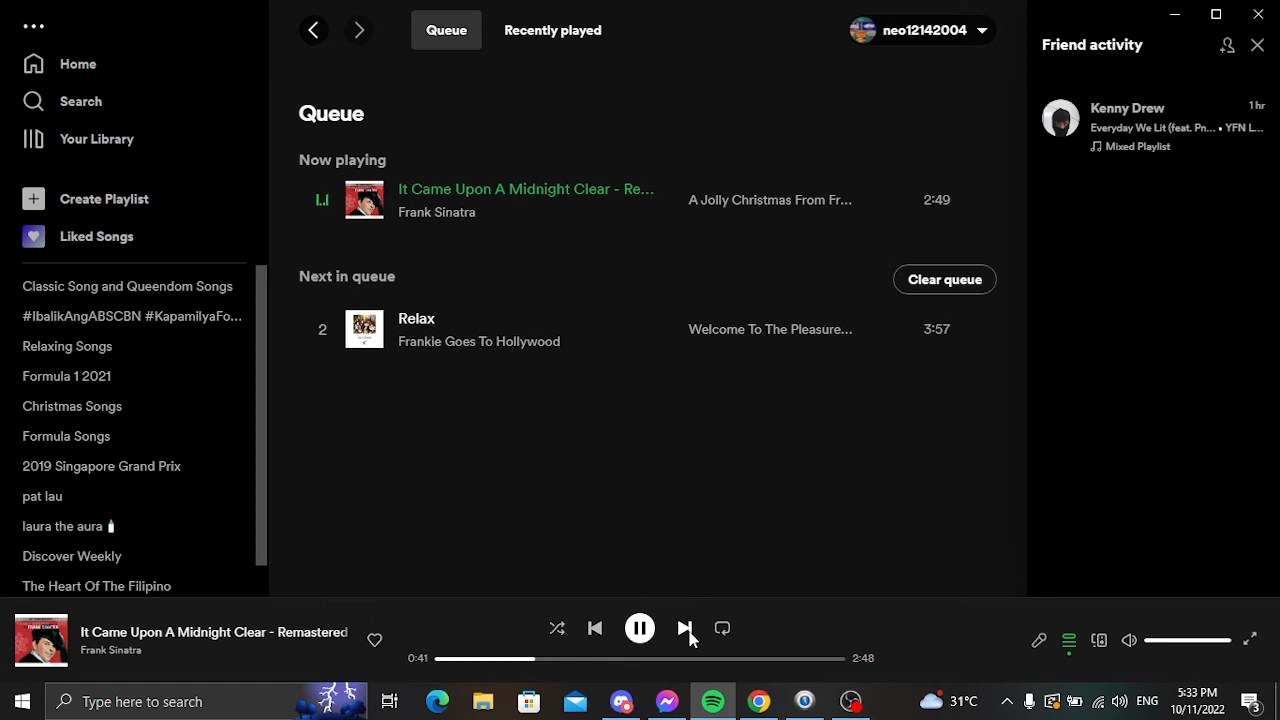 Queue
Recently played
neo12142004
Friend activity
Home
Search
Your Library
Create Playlist
Liked Songs
Classic Song and Queendom Songs
#IbalikAngABSCBN #KapamilyaFo...
Relaxing Songs
Formula 1 2021
Christmas Songs
Formula Songs
2019 Singapore Grand Prix
pat lau
laura the aura
Discover Weekly
The Heart Of The Filipino
Queue
Now playing
It Came Upon A Midnight Clear - Re...
Frank Sinatra
A Jolly Christmas From Fr...
2:49
Next in queue
Clear queue
2
Relax
Frankie Goes To Hollywood
Welcome To The Pleasure...
3:57
Kenny Drew
1 hr
Everyday We Lit (feat. Pn... • YFN L...
Mixed Playlist
It Came Upon A Midnight Clear - Remastered
Frank Sinatra
0:41
2:48
Type here to search
31°C
ENG
5:33 PM
10/11/2022
3